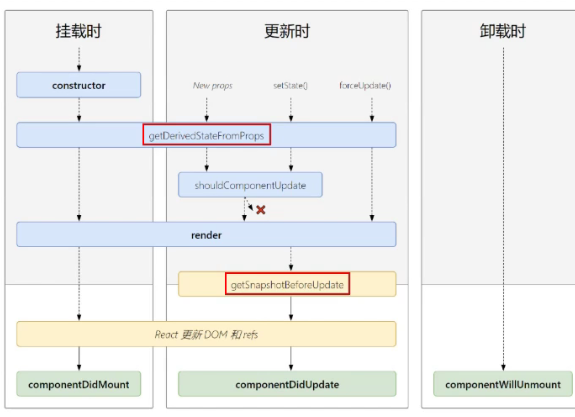 挂载时
更新时
卸载时
constructor
New props
setState()
forceUpdate()
getDerivedStateFromProps
shouldComponentUpdate
render
getSnapshotBeforeUpdate
React 更新 DOM 和 refs
componentDidMount
componentDidUpdate
componentWillUnmount